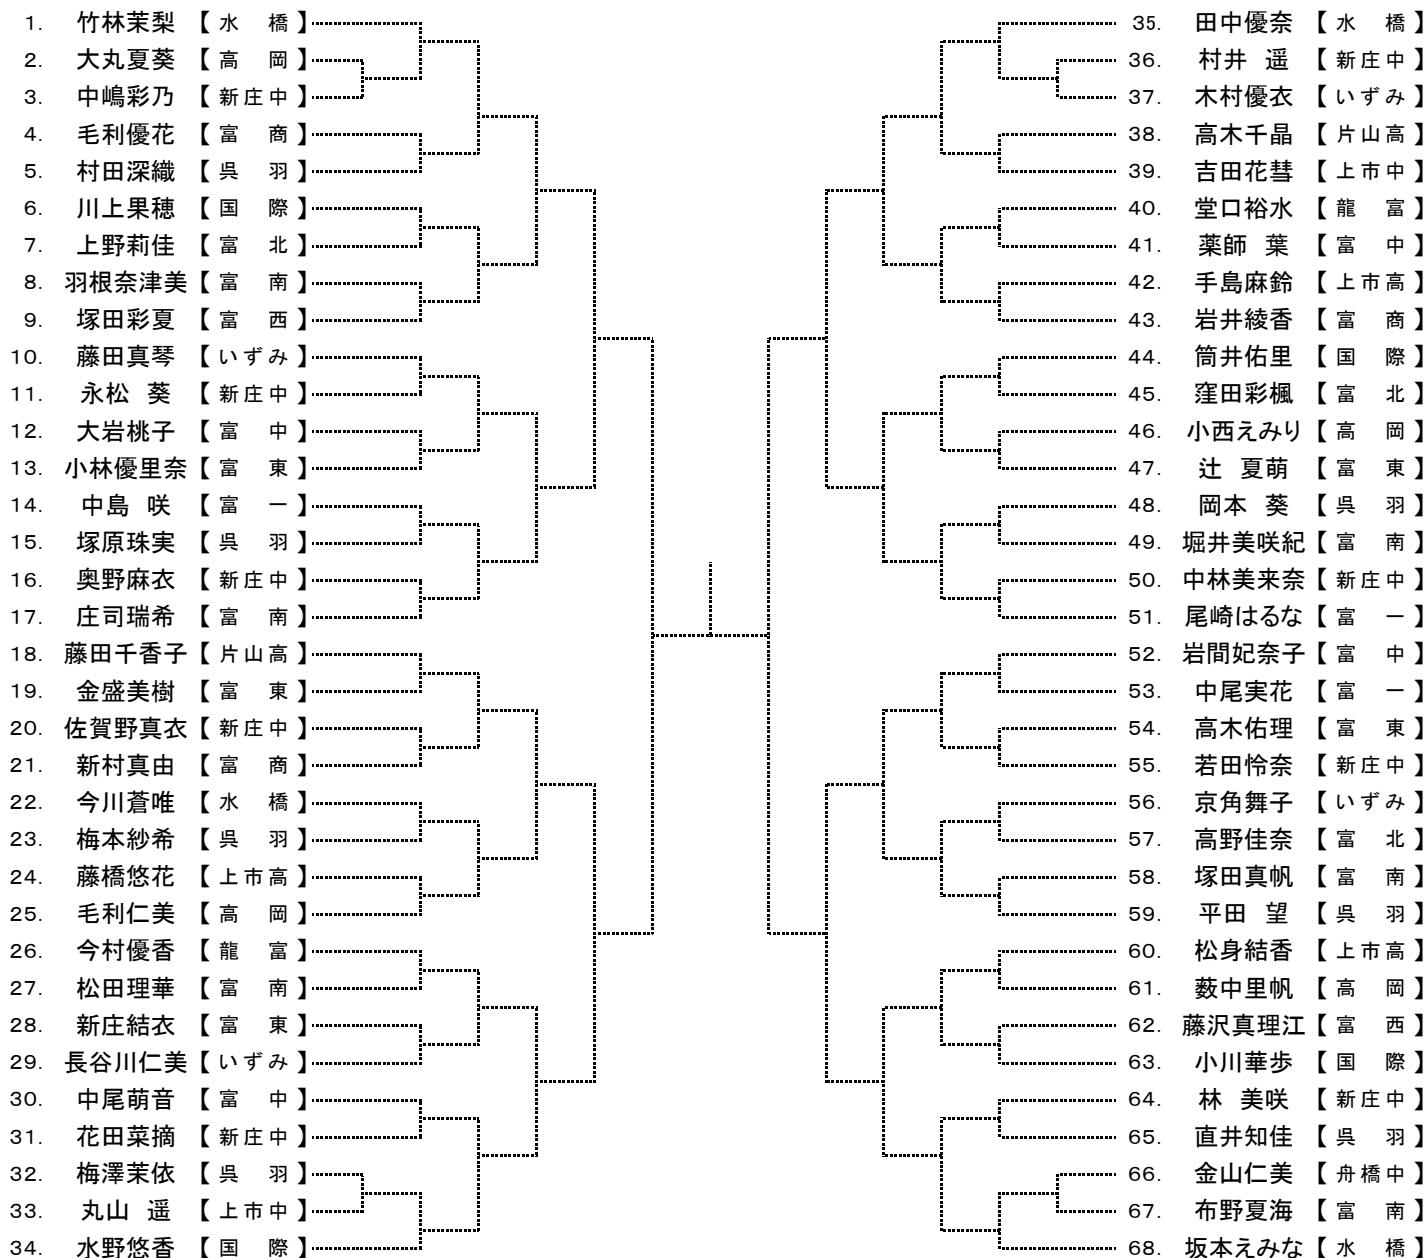 1. 竹林茉梨 【 水 橋 】
2. 大丸夏葵 【 高 岡 】
3. 中嶋彩乃 【 新庄中 】
4. 毛利優花 【 富 商 】
5. 村田深織 【 呉 羽 】
6. 川上果穂 【 国 際 】
7. 上野莉佳 【 富 北 】
8. 羽根奈津美 【 富 南 】
9. 塚田彩夏 【 富 西 】
10. 藤田真琴 【 いずみ 】
11. 永松 葵 【 新庄中 】
12. 大岩桃子 【 富 中 】
13. 小林優里奈 【 富 東 】
14. 中島 咲 【 富 一 】
15. 塚原珠実 【 呉 羽 】
16. 奥野麻衣 【 新庄中 】
17. 庄司瑞希 【 富 南 】
18. 藤田千香子 【 片山高 】
19. 金盛美樹 【 富 東 】
20. 佐賀野真衣 【 新庄中 】
21. 新村真由 【 富 商 】
22. 今川蒼唯 【 水 橋 】
23. 梅本紗希 【 呉 羽 】
24. 藤橋悠花 【 上市高 】
25. 毛利仁美 【 高 岡 】
26. 今村優香 【 龍 富 】
27. 松田理華 【 富 南 】
28. 新庄結衣 【 富 東 】
29. 長谷川仁美 【 いずみ 】
30. 中尾萌音 【 富 中 】
31. 花田菜摘 【 新庄中 】
32. 梅澤茉依 【 呉 羽 】
33. 丸山 遥 【 上市中 】
34. 水野悠香 【 国 際 】
35. 田中優奈 【 水 橋 】
36. 村井 遥 【 新庄中 】
37. 木村優衣 【 いずみ 】
38. 高木千晶 【 片山高 】
39. 吉田花彗 【 上市中 】
40. 堂口裕水 【 龍 富 】
41. 薬師 葉 【 富 中 】
42. 手島麻鈴 【 上市高 】
43. 岩井綾香 【 富 商 】
44. 筒井佑里 【 国 際 】
45. 窪田彩楓 【 富 北 】
46. 小西えみり 【 高 岡 】
47. 辻 夏萌 【 富 東 】
48. 岡本 葵 【 呉 羽 】
49. 堀井美咲紀 【 富 南 】
50. 中林美来奈 【 新庄中 】
51. 尾崎はるな 【 富 一 】
52. 岩間妃奈子 【 富 中 】
53. 中尾実花 【 富 一 】
54. 高木佑理 【 富 東 】
55. 若田怜奈 【 新庄中 】
56. 京角舞子 【 いずみ 】
57. 高野佳奈 【 富 北 】
58. 塚田真帆 【 富 南 】
59. 平田 望 【 呉 羽 】
60. 松身結香 【 上市高 】
61. 薮中里帆 【 高 岡 】
62. 藤沢真理江 【 富 西 】
63. 小川華歩 【 国 際 】
64. 林 美咲 【 新庄中 】
65. 直井知佳 【 呉 羽 】
66. 金山仁美 【 舟橋中 】
67. 布野夏海 【 富 南 】
68. 坂本えみな 【 水 橋 】